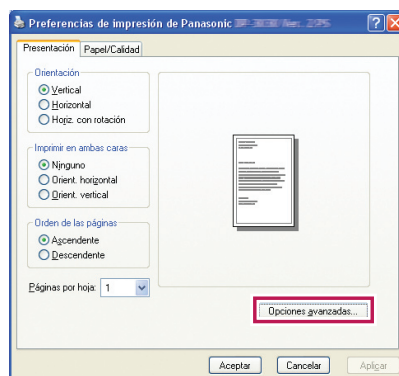 Preferencias de impresión de Panasonic
Presentación
Papel/Calidad
Orientación
Vertical
Horizontal
Horiz. con rotación
Imprimir en ambas caras
Ninguno
Orient. horizontal
Orient. vertical
Orden de las páginas
Ascendente
Descendente
Páginas por hoja: 1
Opciones avanzadas...
Aceptar
Cancelar
Aplicar